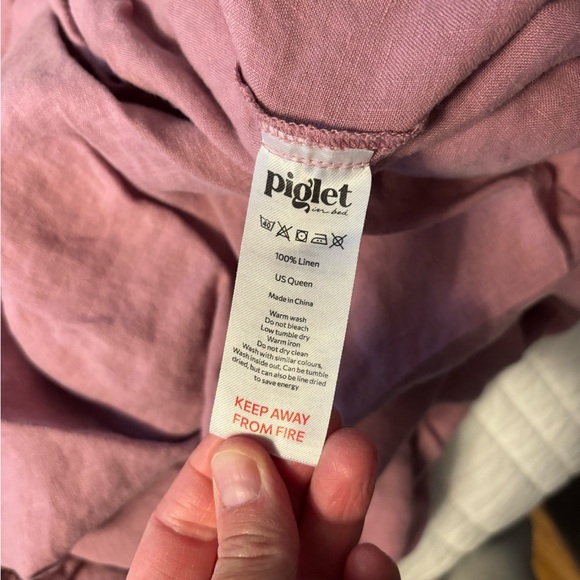 piglet
in bed
40
100% Linen
US Queen
Made in China
Warm wash
Do not bleach
Low tumble dry
Warm iron
Do not dry clean
Wash with similar colours,
Wash inside out, Can be tumble
dried, but can also be line dried
to save energy
KEEP AWAY
FROM FIRE